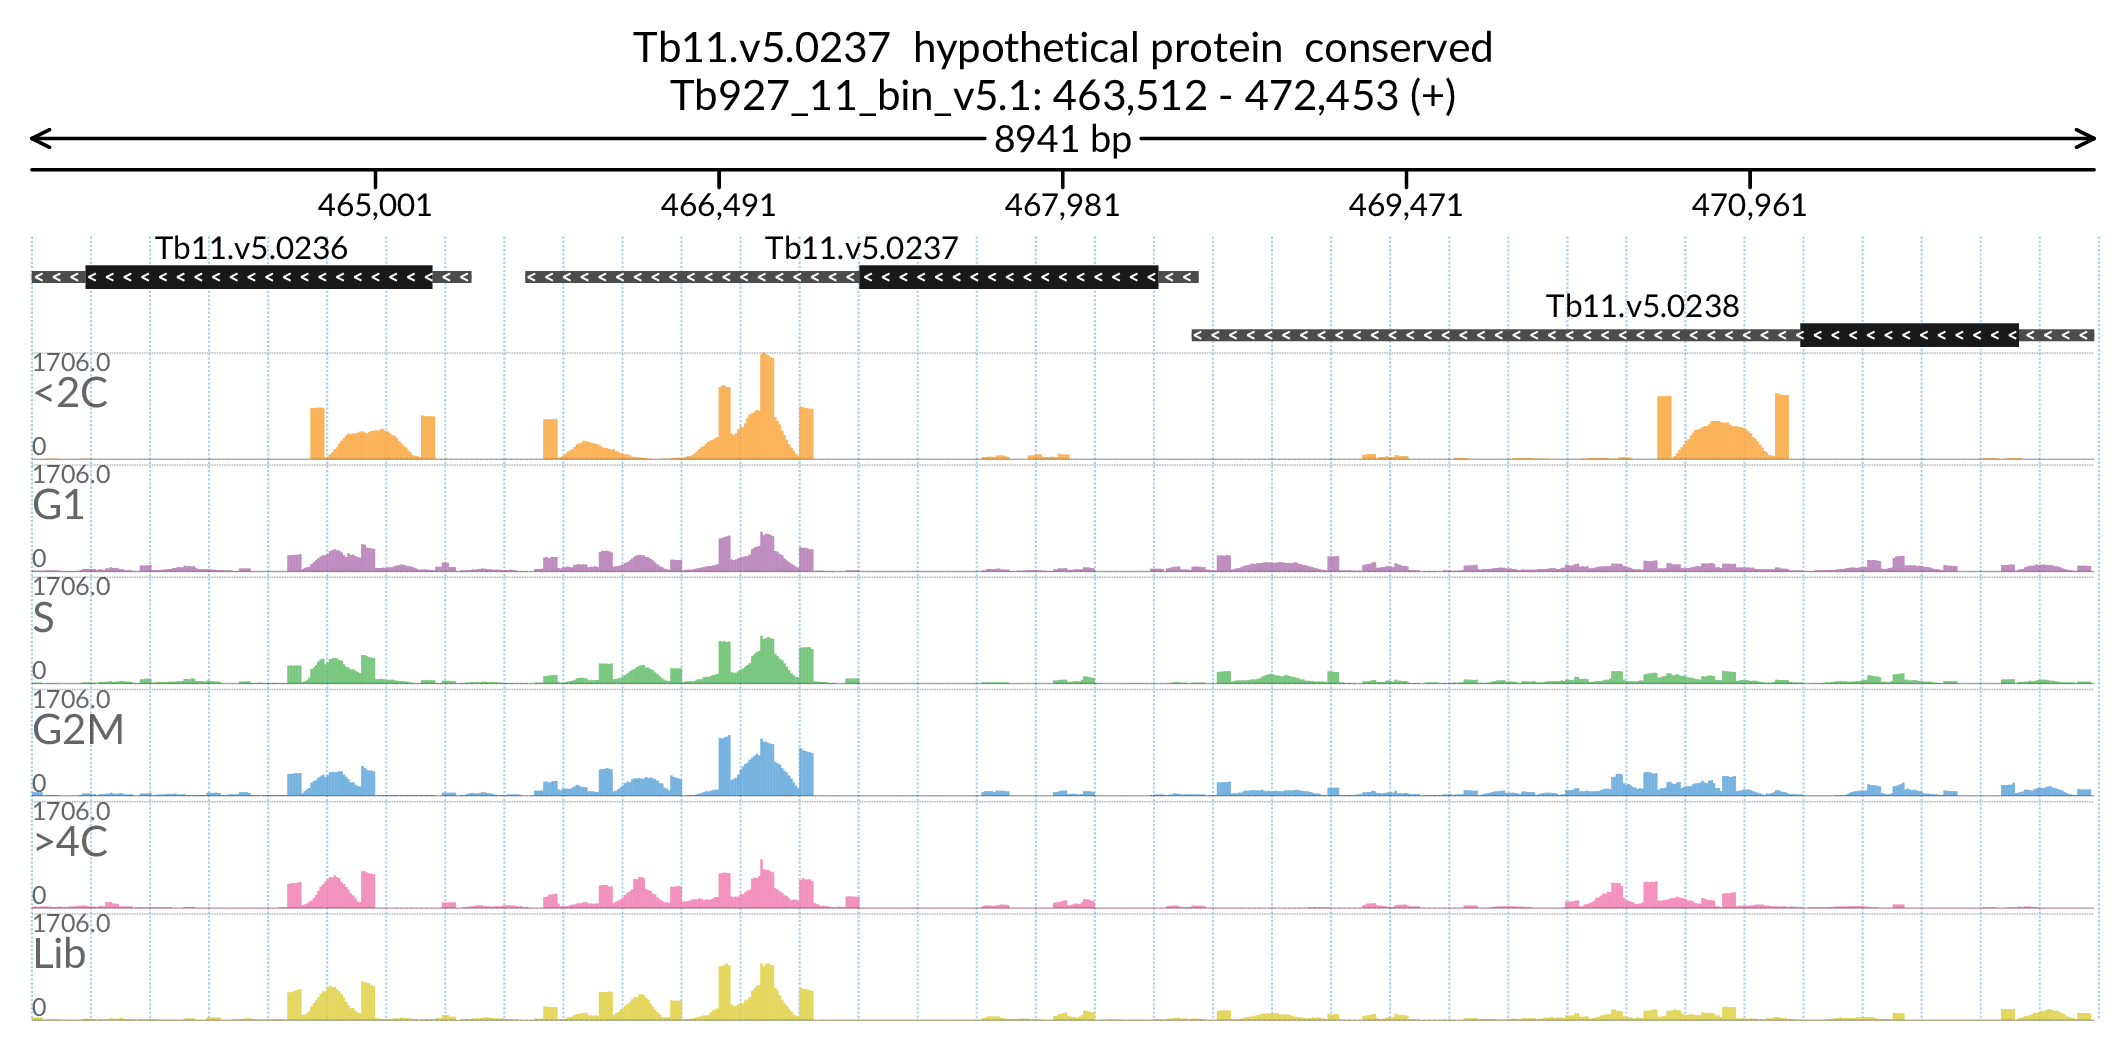 Tb11.v5.0237  hypothetical protein  conserved
Tb927_11_bin_v5.1: 463,512 - 472,453 (+)
8941 bp
465,001 466,491 467,981 469,471 470,961
Tb11.v5.0236 Tb11.v5.0237
Tb11.v5.0238
1706.0
<2C
0
1706.0
G1
0
1706.0
S
0
1706.0
G2M
0
1706.0
>4C
0
1706.0
Lib
0